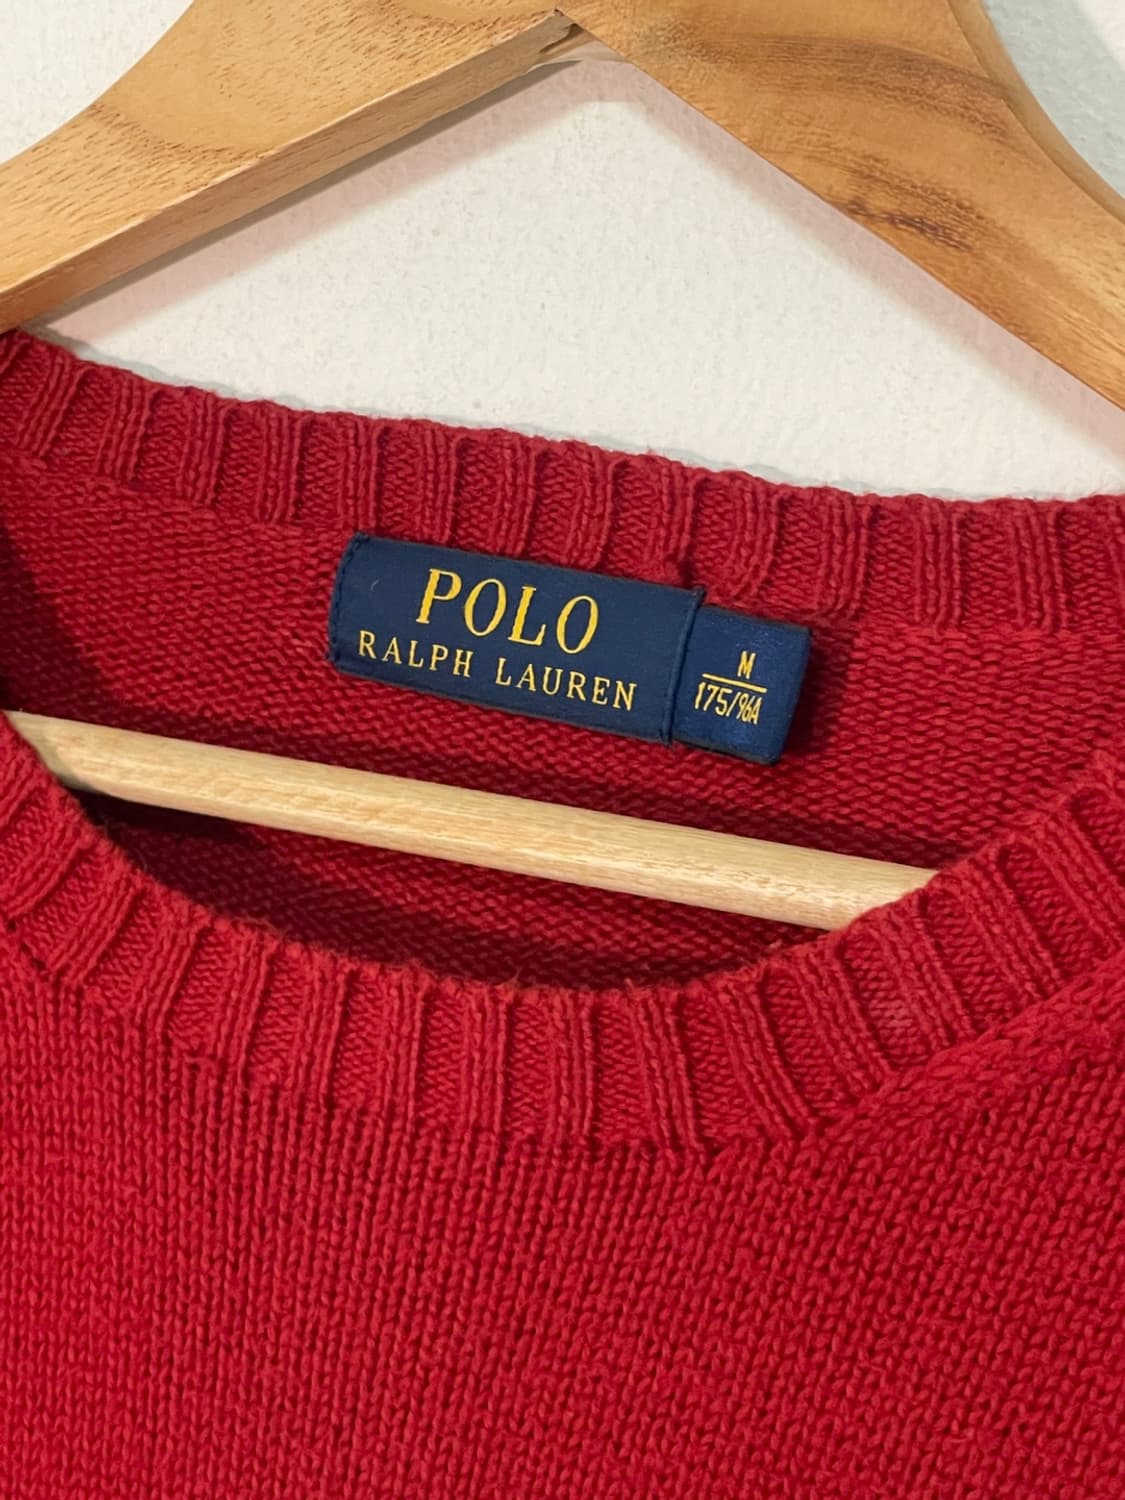 POLO
RALPH LAUREN
M
175/96A